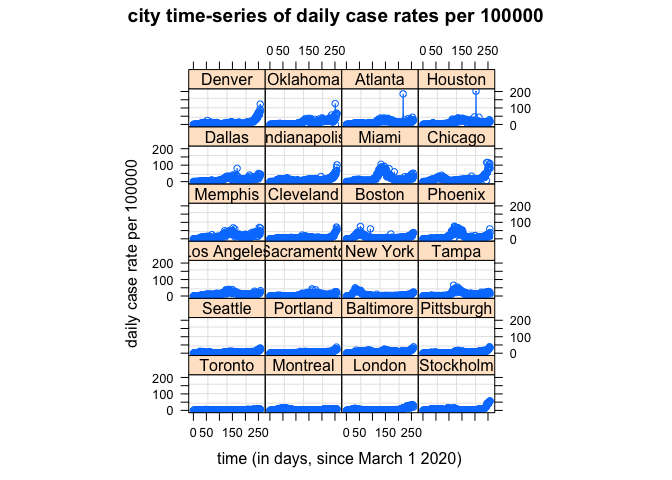 city time-series of daily case rates per 100000
0 50 150 250 0 50 150 250
Denver Oklahoma Atlanta Houston
200
100
0
Dallas ndianapolis Miami Chicago
200
100
0
Memphis Cleveland Boston Phoenix
200
100
0
Los Angeles Sacramento New York Tampa
200
100
0
Seattle Portland Baltimore Pittsburgh
200
100
0
Toronto Montreal London Stockholm
200
100
0
0 50 150 250 0 50 150 250
daily case rate per 100000
time (in days, since March 1 2020)